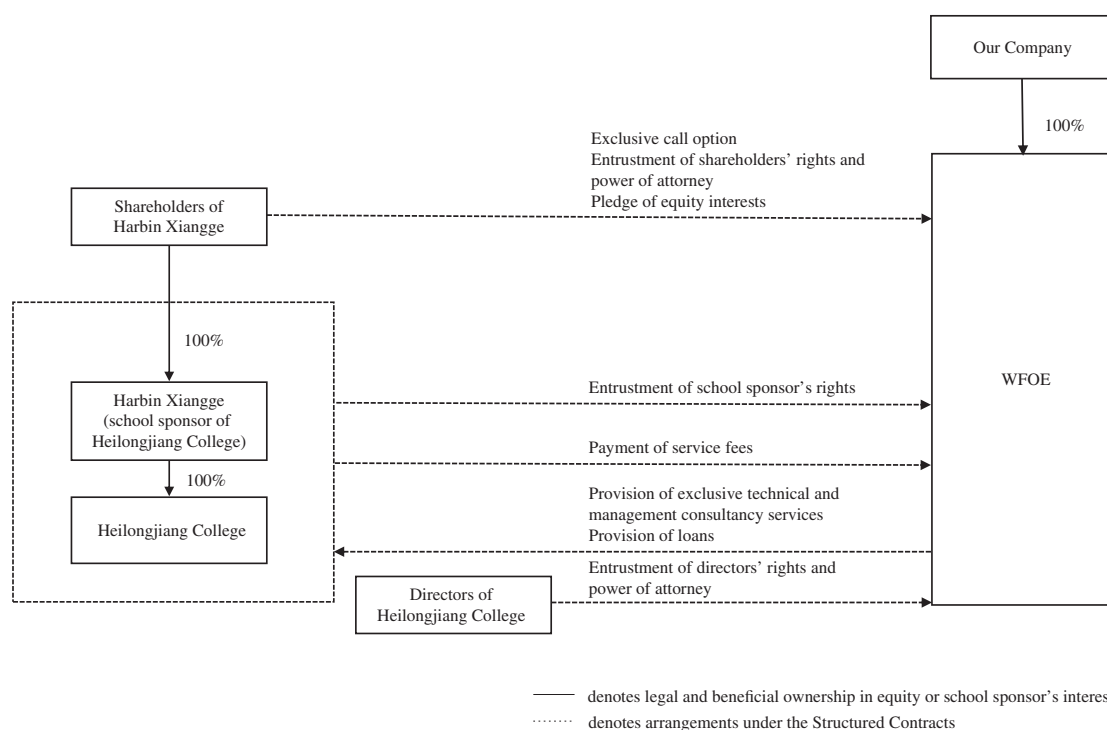 Our Company
100%
Exclusive call option
Entrustment of shareholders’ rights and
power of attorney
Pledge of equity interests
Shareholders of
Harbin Xiangge
100%
WFOE
Harbin Xiangge
(school sponsor of
Heilongjiang College)
Entrustment of school sponsor’s rights
Payment of service fees
100%
Provision of exclusive technical and
management consultancy services
Provision of loans
Heilongjiang College
Entrustment of directors’ rights and
power of attorney
Directors of
Heilongjiang College
denotes legal and beneficial ownership in equity or school sponsor’s interes
denotes arrangements under the Structured Contracts